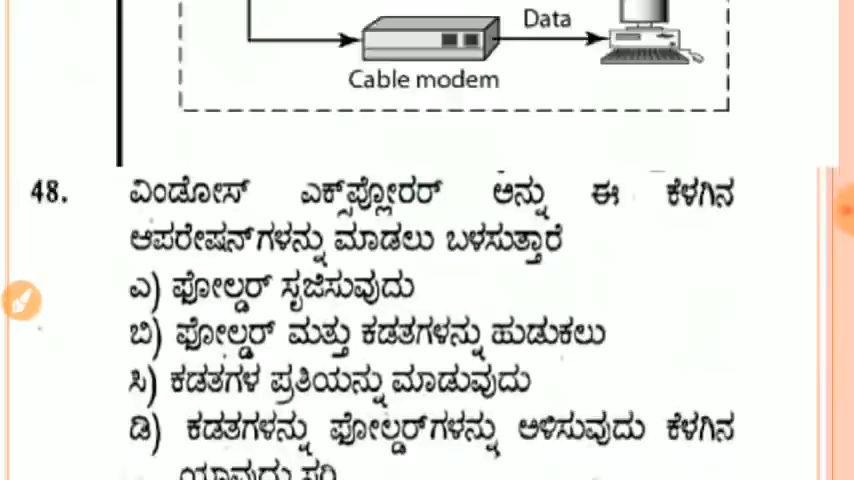 Data
Cable modem
48. ವಿಂಡೋಸ್ ಎಕ್ಸ್‌ಪ್ಲೋರರ್ ಅನ್ನು ಈ ಕೆಳಗಿನ
ಆಪರೇಷನ್‌ಗಳನ್ನು ಮಾಡಲು ಬಳಸುತ್ತಾರೆ
ಎ) ಫೋಲ್ಡರ್ ಸೃಜಿಸುವುದು
ಬಿ) ಫೋಲ್ಡರ್ ಮತ್ತು ಕಡತಗಳನ್ನು ಹುಡುಕಲು
ಸಿ) ಕಡತಗಳ ಪ್ರತಿಯನ್ನು ಮಾಡುವುದು
ಡಿ) ಕಡತಗಳನ್ನು ಫೋಲ್ಡರ್‌ಗಳನ್ನು ಅಳಿಸುವುದು ಕೆಳಗಿನ
ಯಾವುದು ಸರಿ